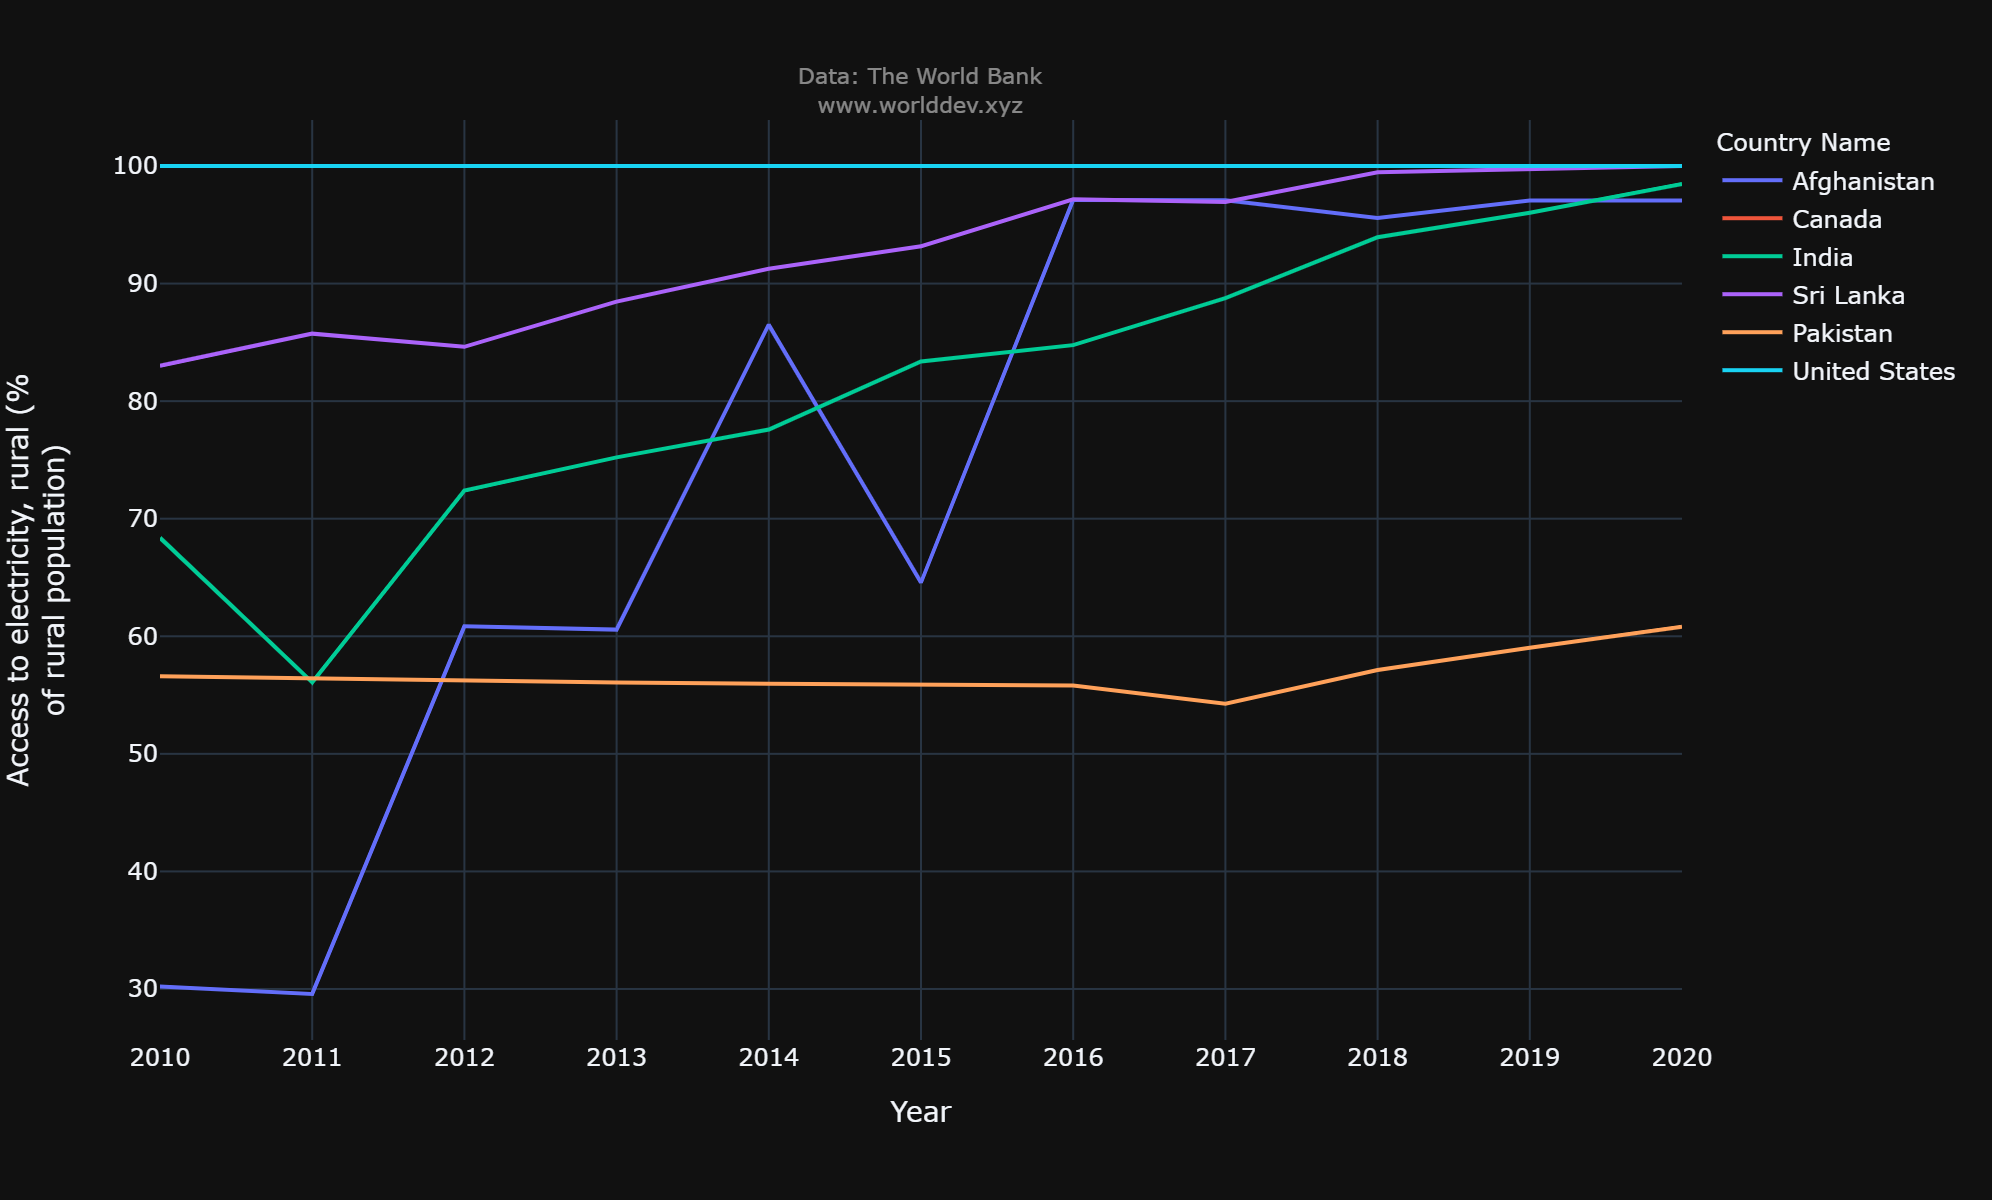 Data: The World Bank
www.worlddev.xyz
Country Name
Afghanistan
Canada
India
Sri Lanka
Pakistan
United States
Access to electricity, rural (%
of rural population)
100
90
80
70
60
50
40
30
2010 2011 2012 2013 2014 2015 2016 2017 2018 2019 2020
Year